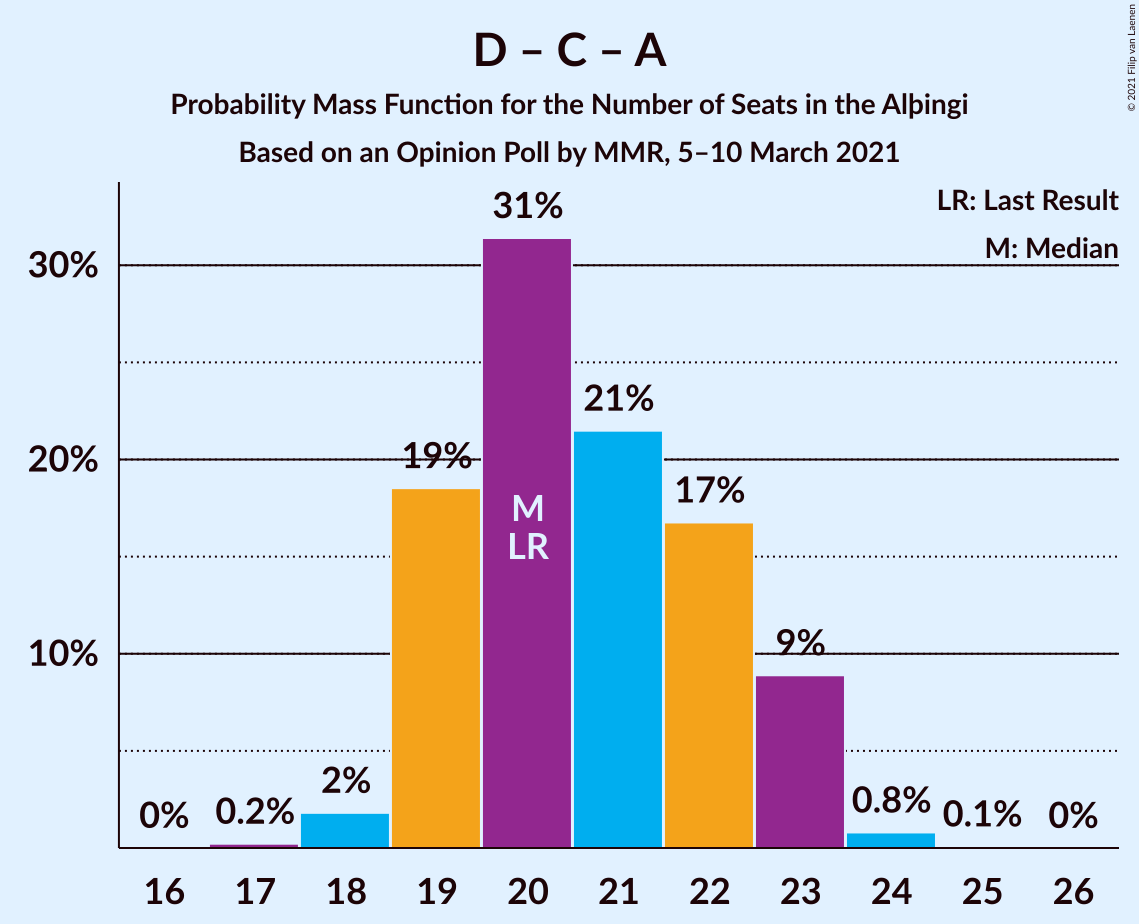 D – C – A
Probability Mass Function for the Number of Seats in the Alþingi
Based on an Opinion Poll by MMR, 5–10 March 2021
© 2021 Filip van Laenen
LR: Last Result
M: Median
31%
30%
21%
20%
19%
17%
M
LR
10%
9%
2%
0%
0.2%
0.8%
0.1%
0%
16 17 18 19 20 21 22 23 24 25 26